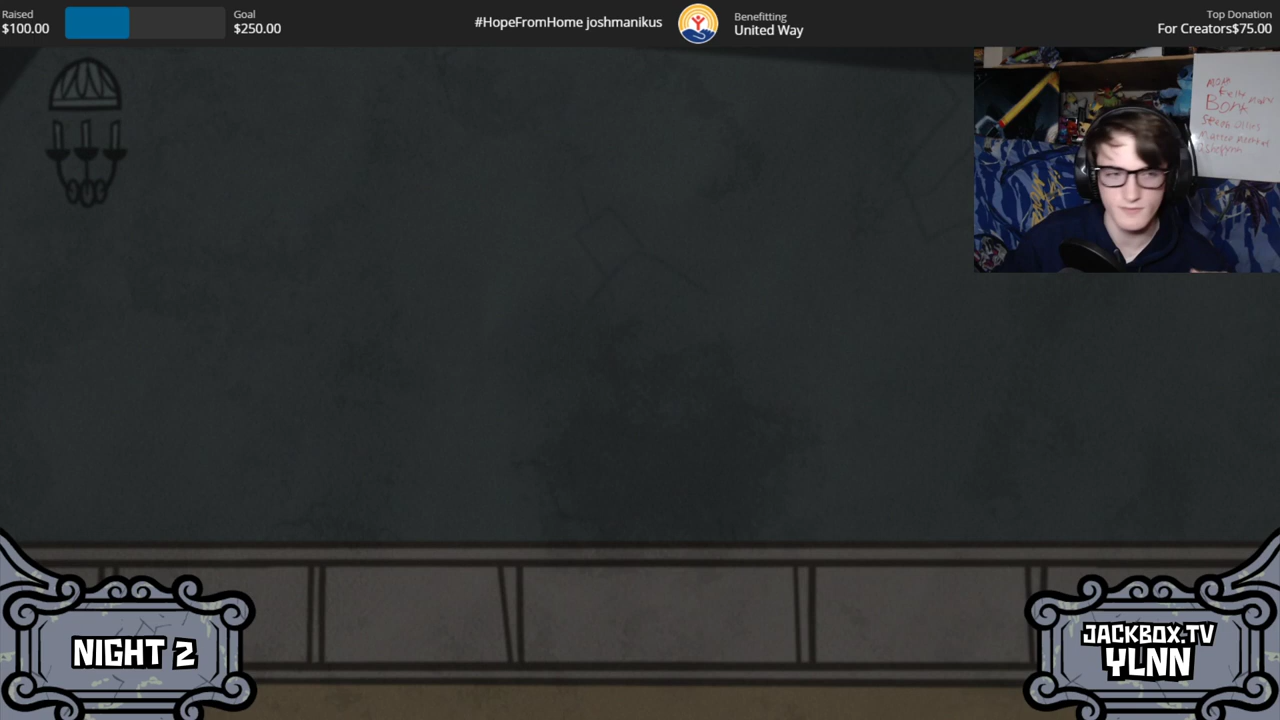 Raised
$100.00
Goal
$250.00
#HopeFromHome joshmanikus
Benefitting
United Way
Top Donation
For Creators$75.00
Bork
NIGHT 2
JACKBOX.TV
YLNN